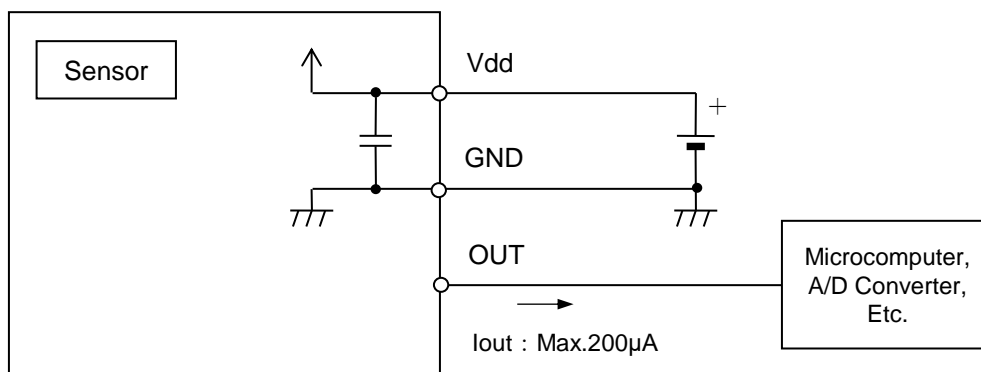 Sensor
Vdd
+
GND
OUT
Microcomputer,
A/D Converter,
Etc.
Iout : Max.200µA